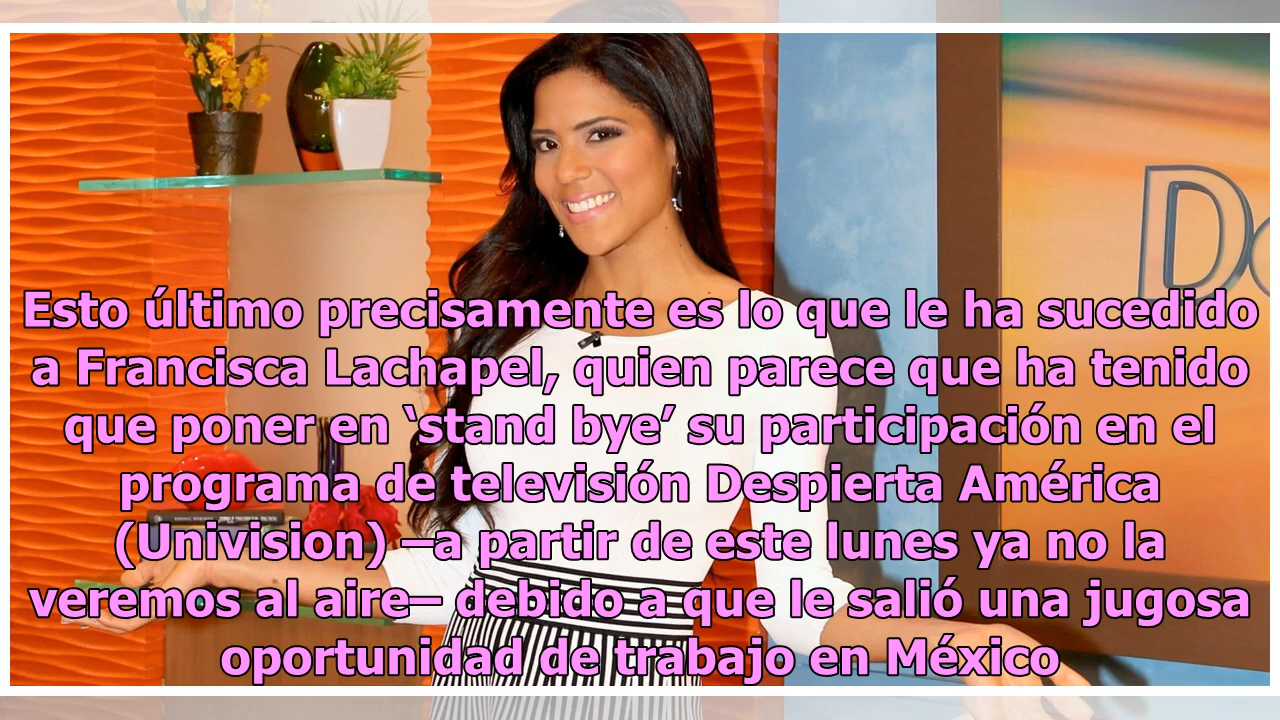 D
Esto último precisamente es lo que le ha sucedido
a Francisca Lachapel, quien parece que ha tenido
que poner en ‘stand bye’ su participación en el
programa de televisión Despierta América
(Univision) –a partir de este lunes ya no la
veremos al aire– debido a que le salió una jugosa
oportunidad de trabajo en México